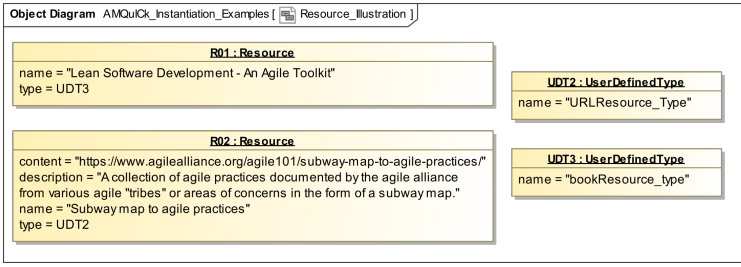 Object Diagram AMQuICk_Instantiation_Examples [ Resource_Illustration ]
R01 : Resource
name = "Lean Software Development - An Agile Toolkit"
type = UDT3
R02 : Resource
content = "https://www.agilealliance.org/agile101/subway-map-to-agile-practices/"
description = "A collection of agile practices documented by the agile alliance
from various agile "tribes" or areas of concerns in the form of a subway map."
name = "Subway map to agile practices"
type = UDT2
UDT2 : UserDefinedType
name = "URLResource_Type"
UDT3 : UserDefinedType
name = "bookResource_type"